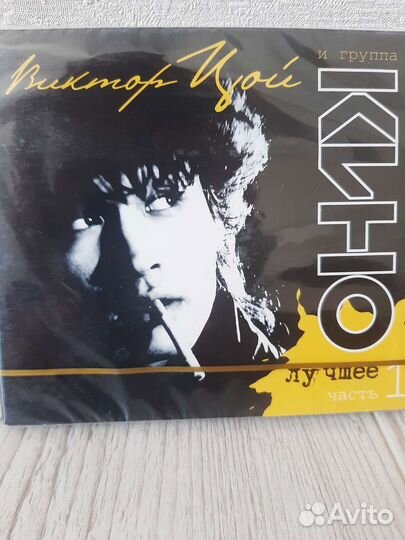 Виктор Цой
и группа
КИНО
лучшее
часть 1
Avito